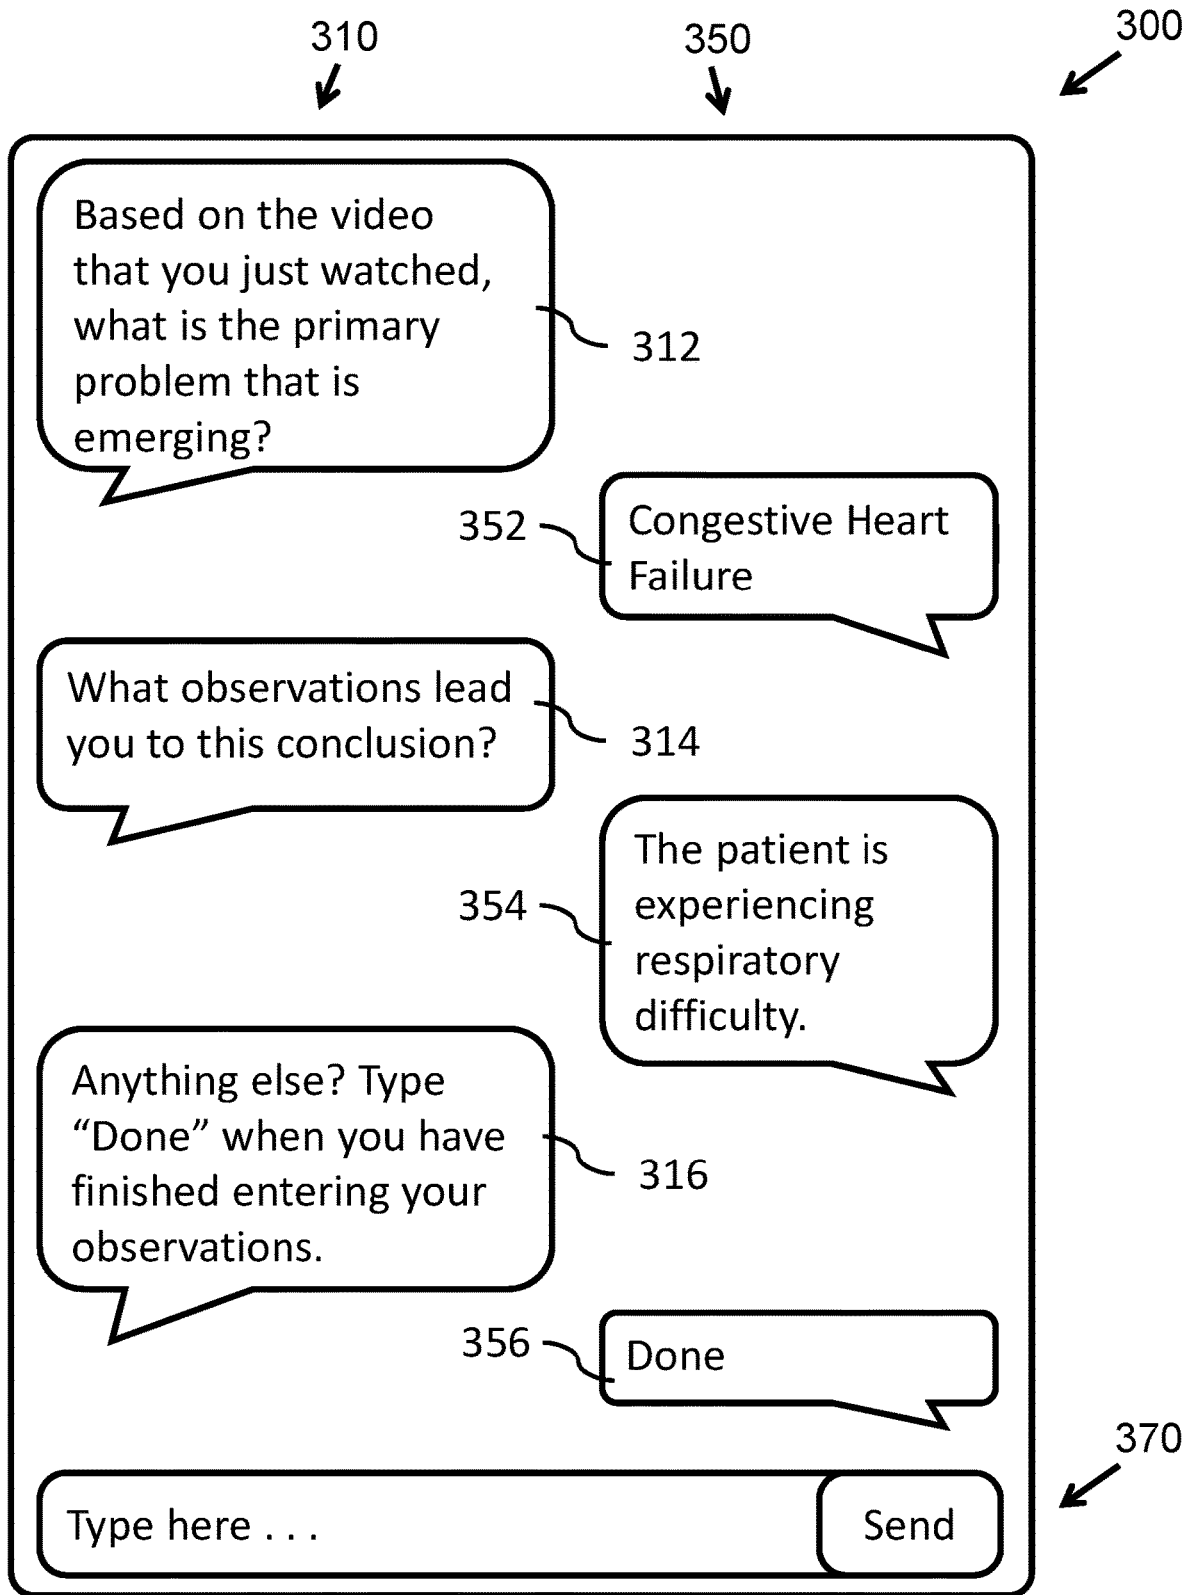 310
350
300
Based on the video
that you just watched,
what is the primary
problem that is
emerging?
312
352
Congestive Heart
Failure
What observations lead
you to this conclusion?
314
354
The patient is
experiencing
respiratory
difficulty.
Anything else? Type
“Done” when you have
finished entering your
observations.
316
356
Done
370
Type here . . .
Send